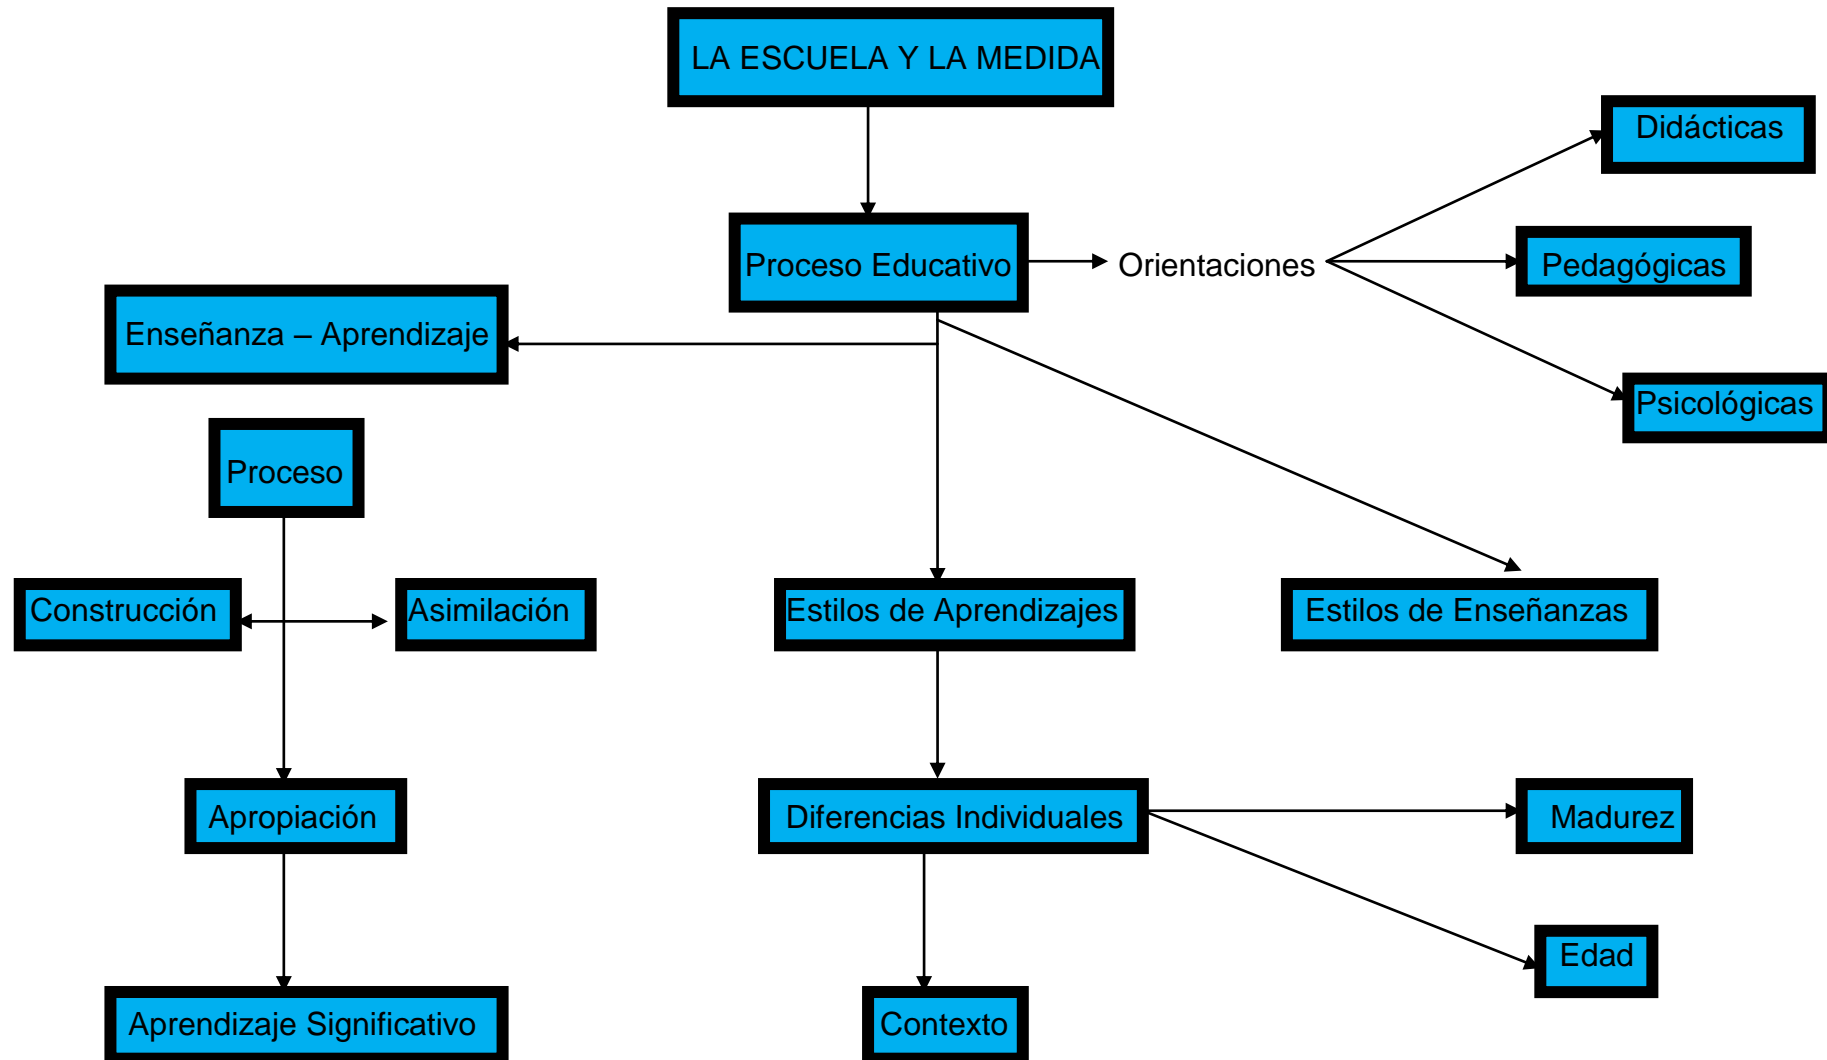 LA ESCUELA Y LA MEDIDA
Didácticas
Proceso Educativo
Orientaciones
Pedagógicas
Enseñanza – Aprendizaje
Psicológicas
Proceso
Construcción
Asimilación
Estilos de Aprendizajes
Estilos de Enseñanzas
Apropiación
Diferencias Individuales
Madurez
Edad
Aprendizaje Significativo
Contexto